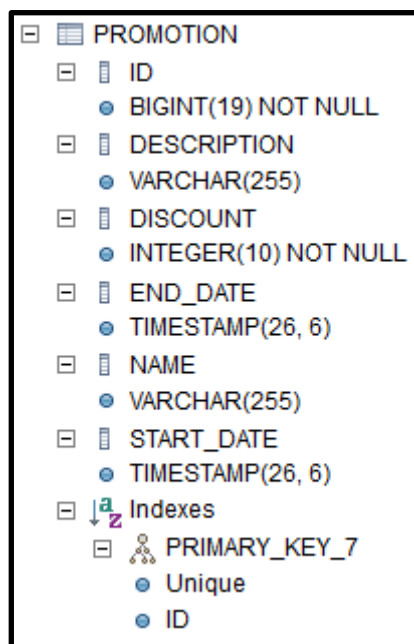 PROMOTION
ID
BIGINT(19) NOT NULL
DESCRIPTION
VARCHAR(255)
DISCOUNT
INTEGER(10) NOT NULL
END_DATE
TIMESTAMP(26, 6)
NAME
VARCHAR(255)
START_DATE
TIMESTAMP(26, 6)
Indexes
PRIMARY_KEY_7
Unique
ID